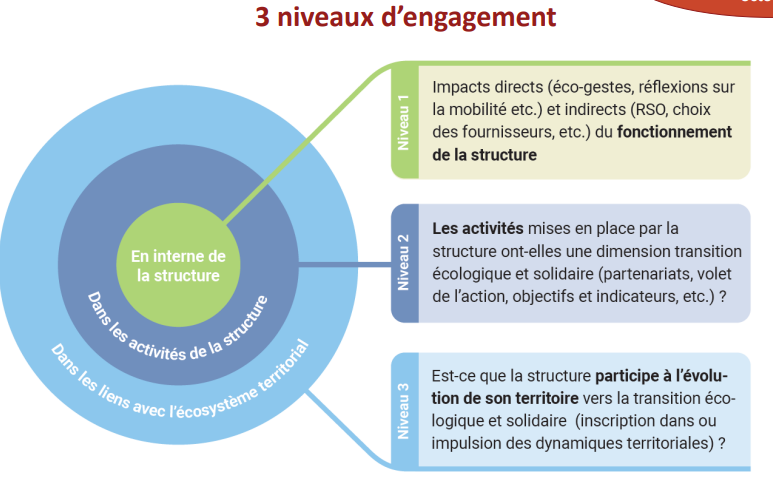 3 niveaux d’engagement
En interne de
la structure
Dans les activités de la structure
Dans les liens avec l’écosystème territorial
Niveau 1
Impacts directs (éco-gestes, réflexions sur
la mobilité etc.) et indirects (RSO, choix
des fournisseurs, etc.) du fonctionnement
de la structure
Niveau 2
Les activités mises en place par la
structure ont-elles une dimension transition
écologique et solidaire (partenariats, volet
de l’action, objectifs et indicateurs, etc.) ?
Niveau 3
Est-ce que la structure participe à l’évolu-
tion de son territoire vers la transition éco-
logique et solidaire (inscription dans ou
impulsion des dynamiques territoriales) ?